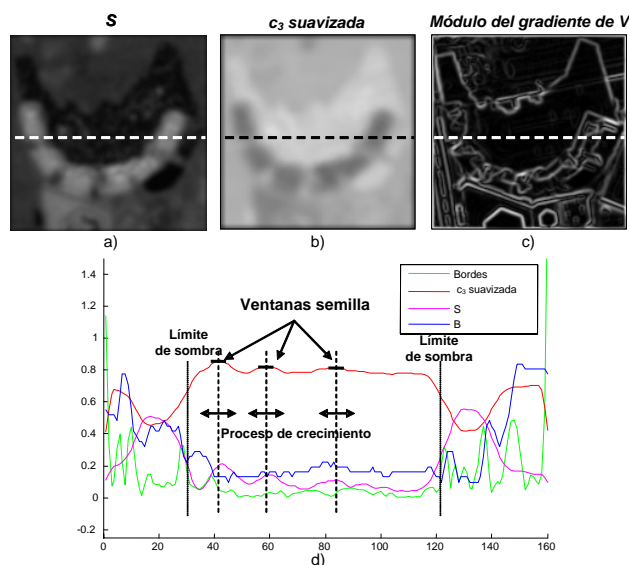 S
c₃ suavizada
Módulo del gradiente de V
a)
b)
c)
1.4
1.2
1
0.8
0.6
0.4
0.2
0
-0.2
0
20
40
60
80
100
120
140
160
Bordes
c₃ suavizada
S
B
Ventanas semilla
Límite
de sombra
Límite
de sombra
Proceso de crecimiento
d)